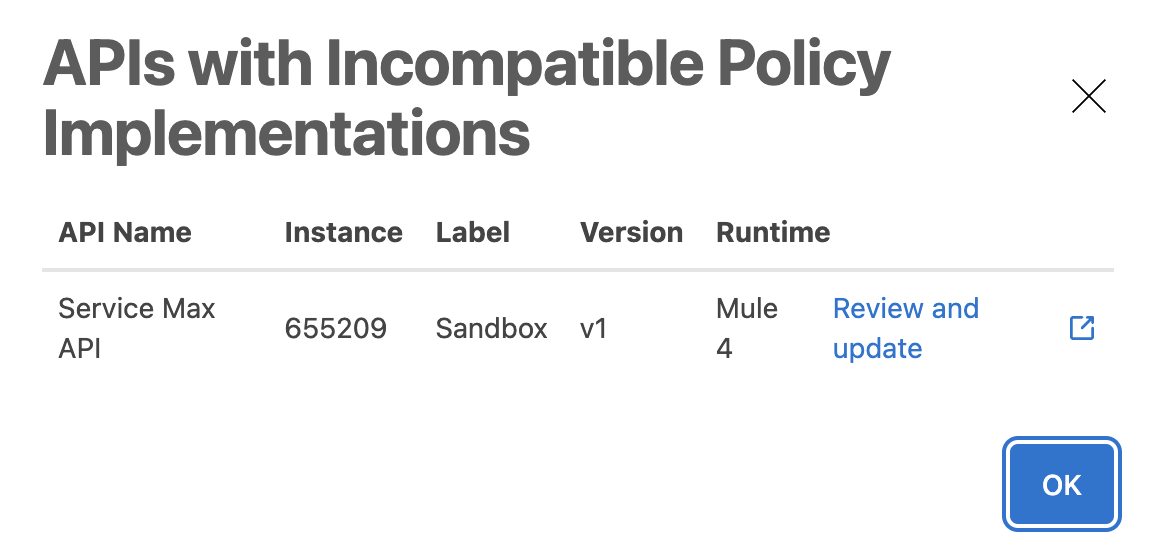 APIs with Incompatible Policy
Implementations
API Name Instance Label Version Runtime
Service Max API 655209 Sandbox v1 Mule 4 Review and update
OK